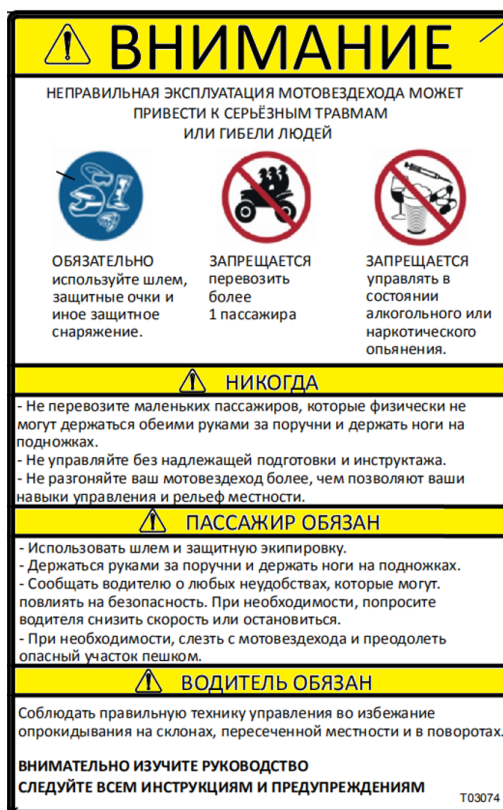 ВНИМАНИЕ
НЕПРАВИЛЬНАЯ ЭКСПЛУАТАЦИЯ МОТОВЕЗДЕХОДА МОЖЕТ
ПРИВЕСТИ К СЕРЬЁЗНЫМ ТРАВМАМ
ИЛИ ГИБЕЛИ ЛЮДЕЙ
ОБЯЗАТЕЛЬНО
используйте шлем,
защитные очки и
иное защитное
снаряжение.
ЗАПРЕЩАЕТСЯ
перевозить
более
1 пассажира
ЗАПРЕЩАЕТСЯ
управлять в
состоянии
алкогольного или
наркотического
опьянения.
НИКОГДА
- Не перевозите маленьких пассажиров, которые физически не
могут держаться обеими руками за поручни и держать ноги на
подножках.
- Не управляйте без надлежащей подготовки и инструктажа.
- Не разгоняйте ваш мотовездеход более, чем позволяют ваши
навыки управления и рельеф местности.
ПАССАЖИР ОБЯЗАН
- Использовать шлем и защитную экипировку.
- Держаться руками за поручни и держать ноги на подножках.
- Сообщать водителю о любых неудобствах, которые могут.
повлиять на безопасность. При необходимости, попросите
водителя снизить скорость или остановиться.
- При необходимости, слезть с мотовездехода и преодолеть
опасный участок пешком.
ВОДИТЕЛЬ ОБЯЗАН
Соблюдать правильную технику управления во избежание
опрокидывания на склонах, пересеченной местности и в поворотах.
ВНИМАТЕЛЬНО ИЗУЧИТЕ РУКОВОДСТВО
СЛЕДУЙТЕ ВСЕМ ИНСТРУКЦИЯМ И ПРЕДУПРЕЖДЕНИЯМ
T03074